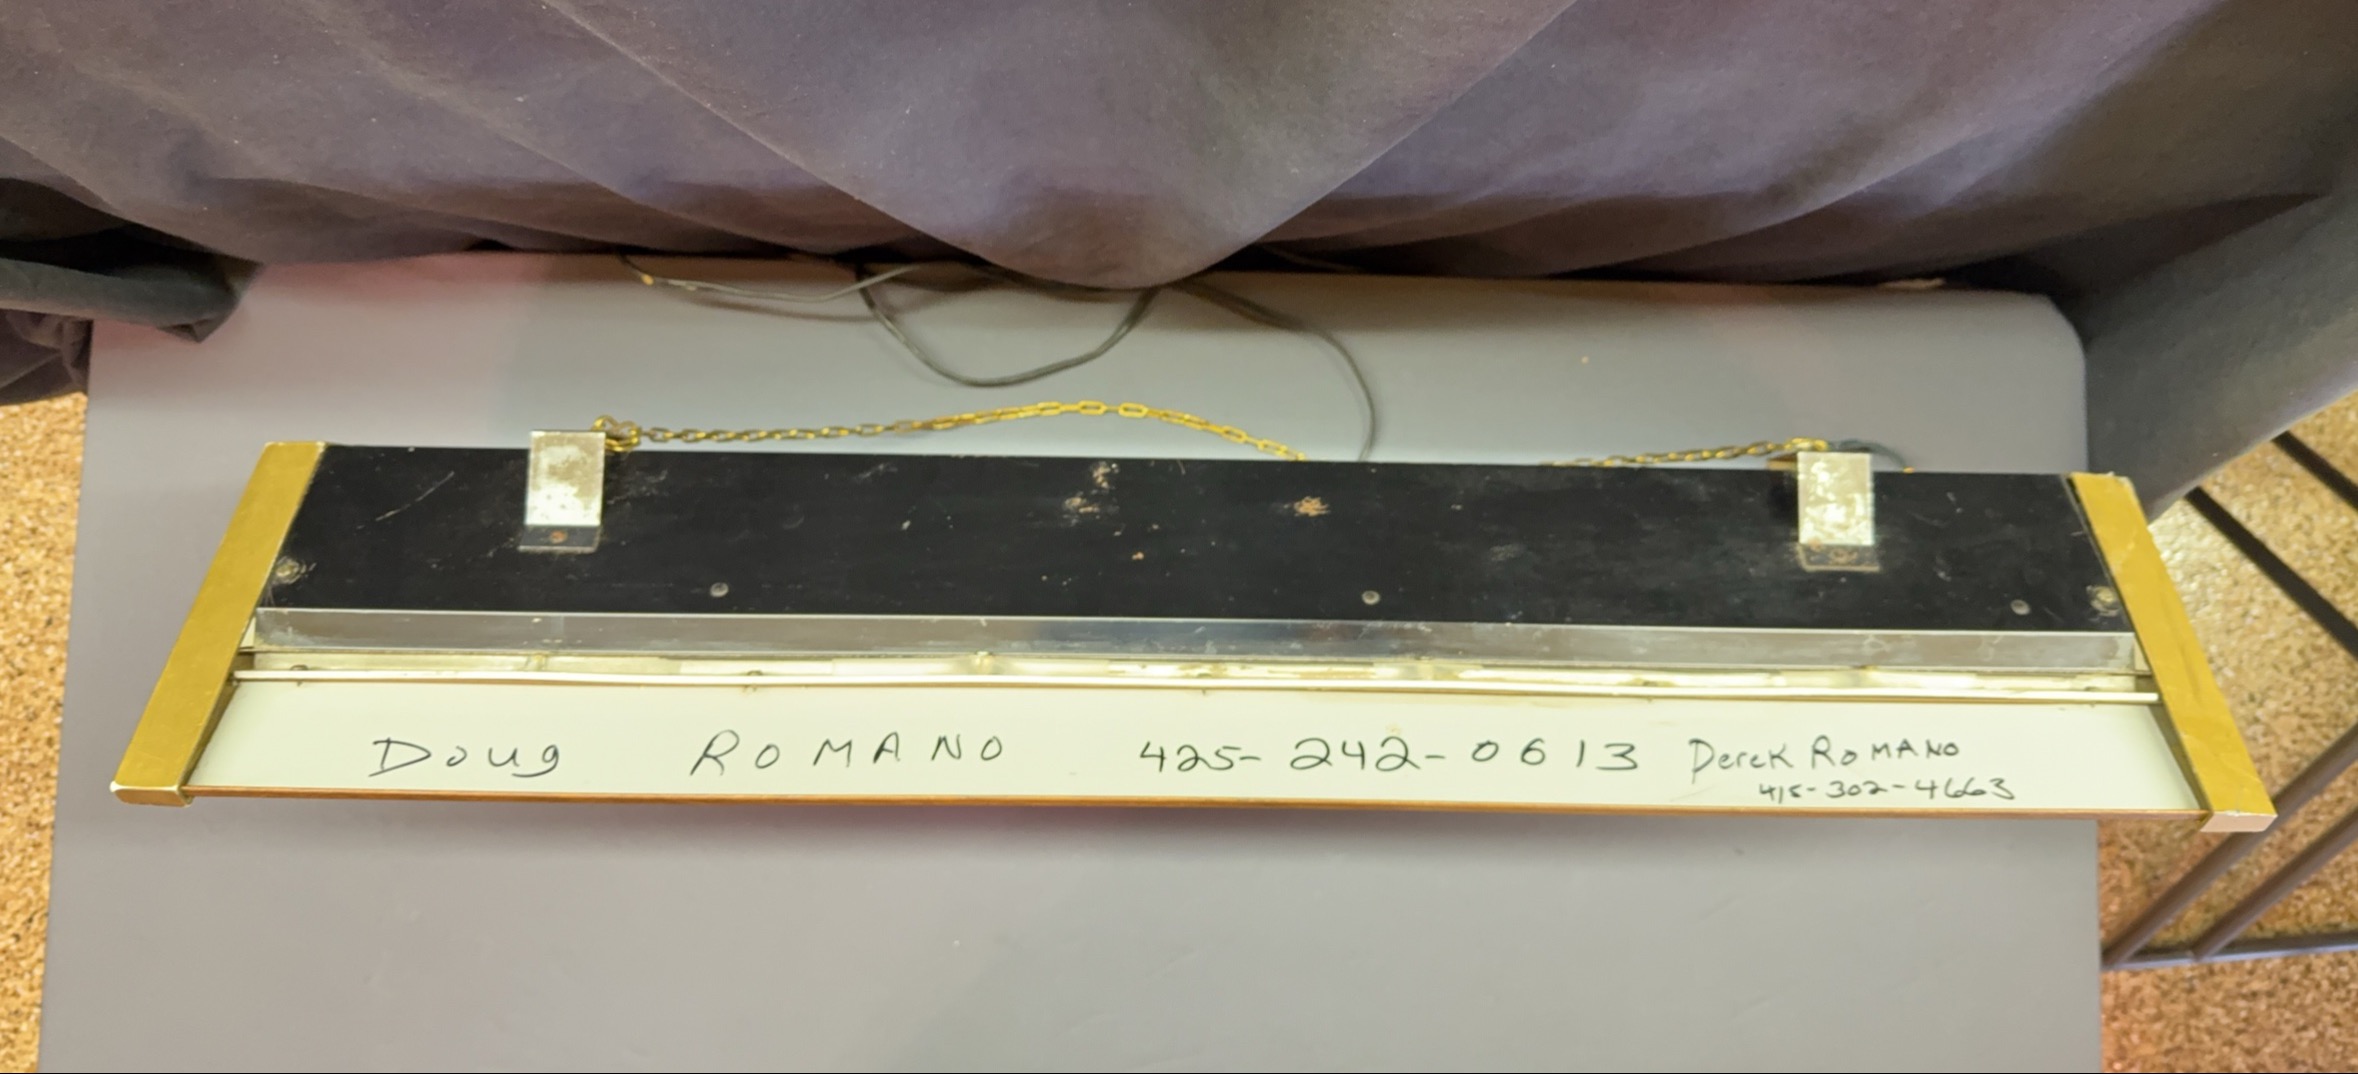 Doug ROMANO 425-242-0613 Derek ROMANO
415-302-4663